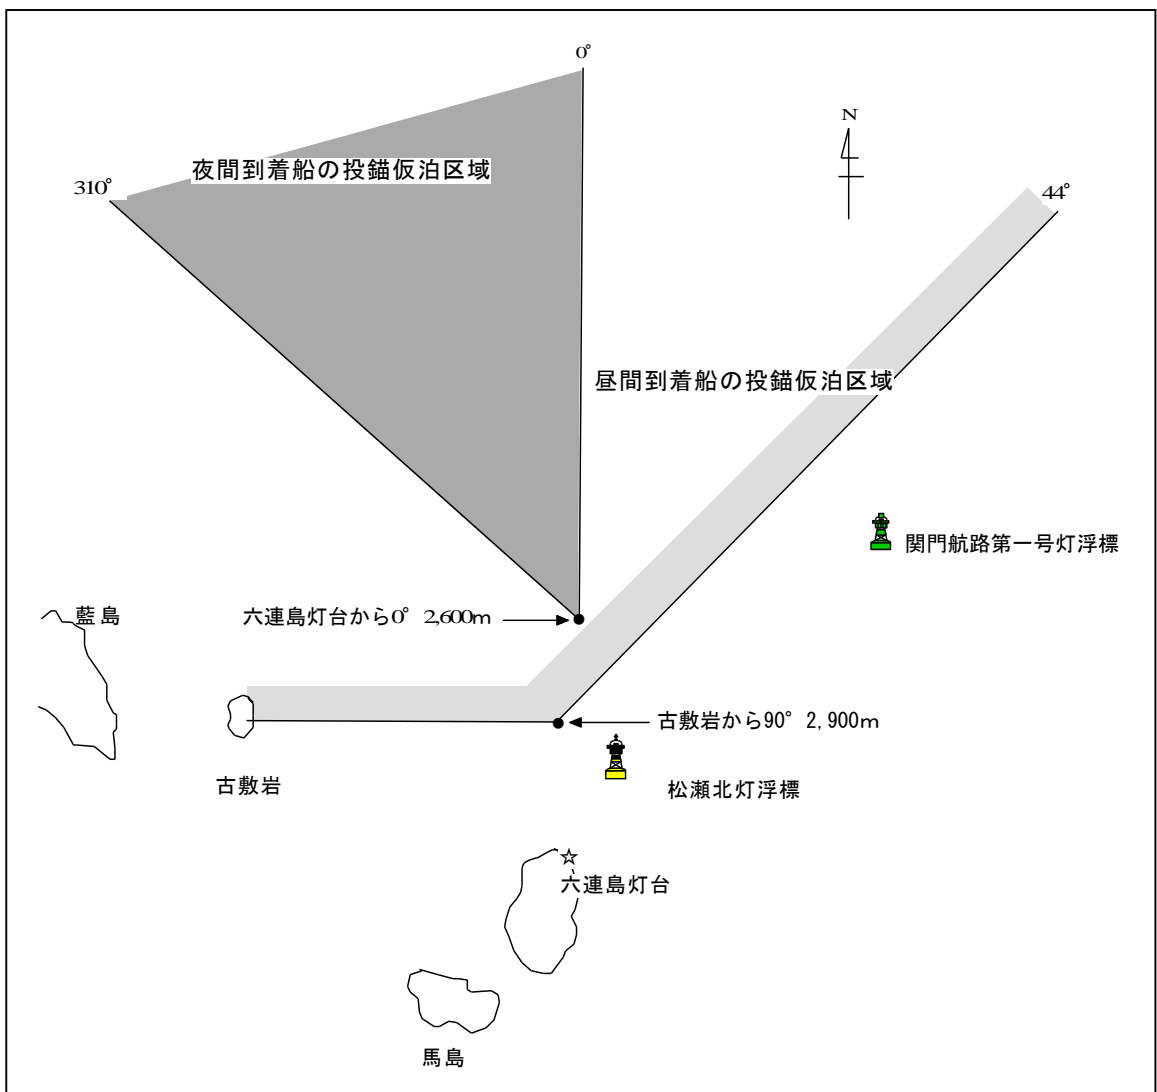 0°
N
夜間到着船の投錨仮泊区域
310°
44°
昼間到着船の投錨仮泊区域
関門航路第一号灯浮標
藍島
六連島灯台から0° 2,600m
古敷岩から90° 2,900m
古敷岩
松瀬北灯浮標
六連島灯台
馬島